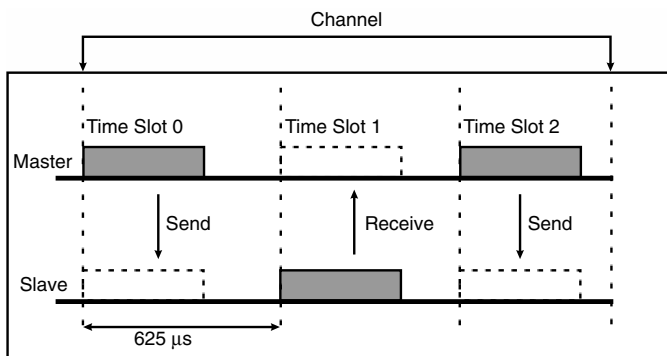 Channel
Time Slot 0
Time Slot 1
Time Slot 2
Master
Send
Receive
Send
Slave
625 µs